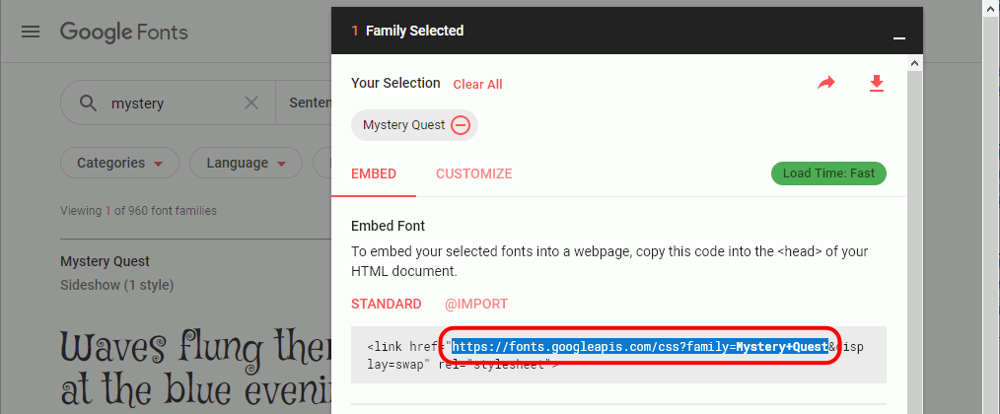 Google Fonts
mystery
Senten
Categories
Language
Viewing 1 of 960 font families
Mystery Quest
Sideshow (1 style)
Waves flung ther
at the blue evenin
1 Family Selected
Your Selection Clear All
Mystery Quest
EMBED CUSTOMIZE Load Time: Fast
Embed Font
To embed your selected fonts into a webpage, copy this code into the <head> of your
HTML document.
STANDARD @IMPORT
<link href="https://fonts.googleapis.com/css?family=Mystery+Quest&disp
lay=swap" rel="stylesheet">